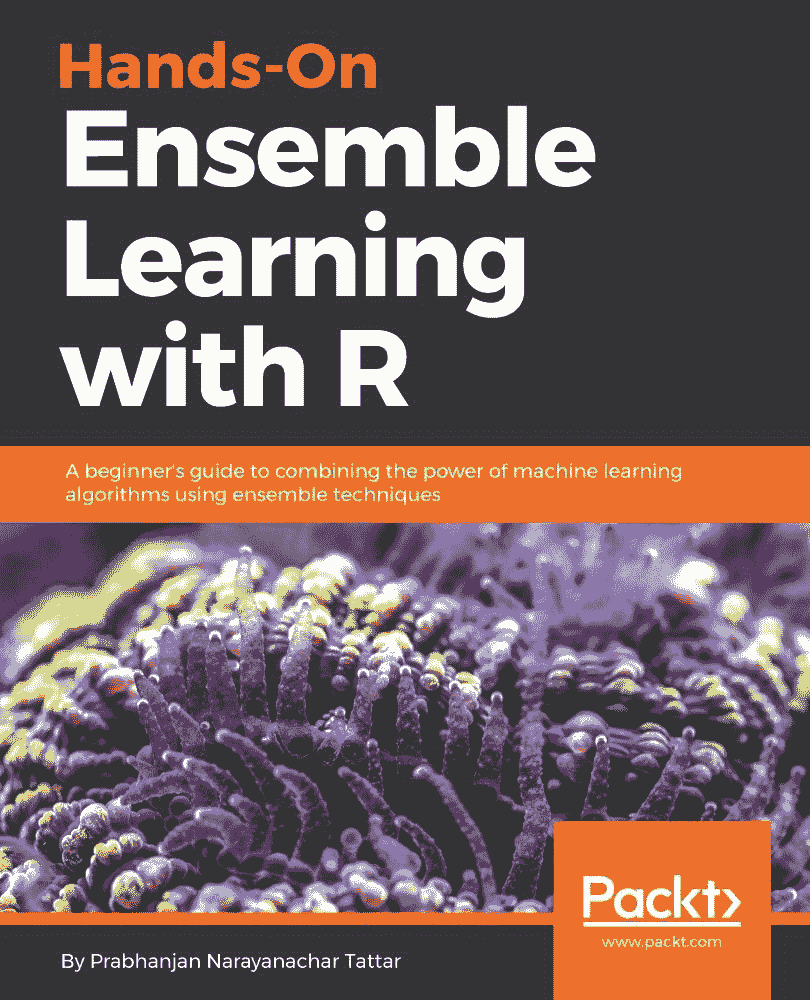 Hands-On
Ensemble
Learning
with R
A beginner's guide to combining the power of machine learning
algorithms using ensemble techniques
Packt>
www.packt.com
By Prabhanjan Narayanachar Tattar